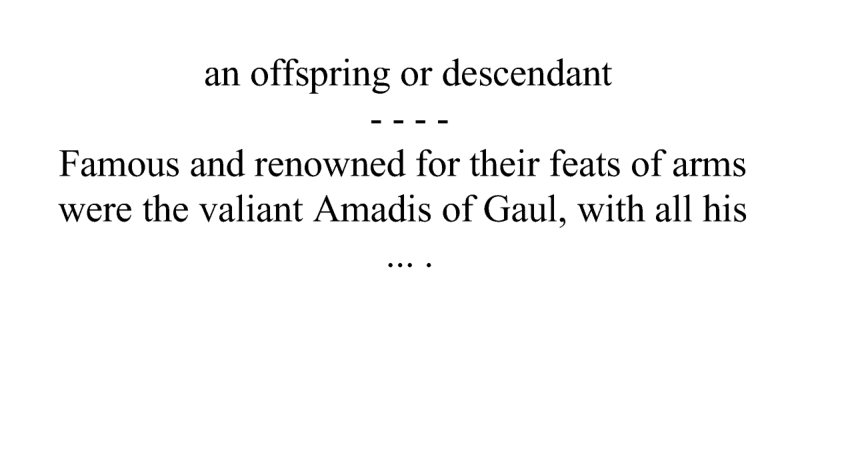 an offspring or descendant
- - - -
Famous and renowned for their feats of arms
were the valiant Amadis of Gaul, with all his
... .